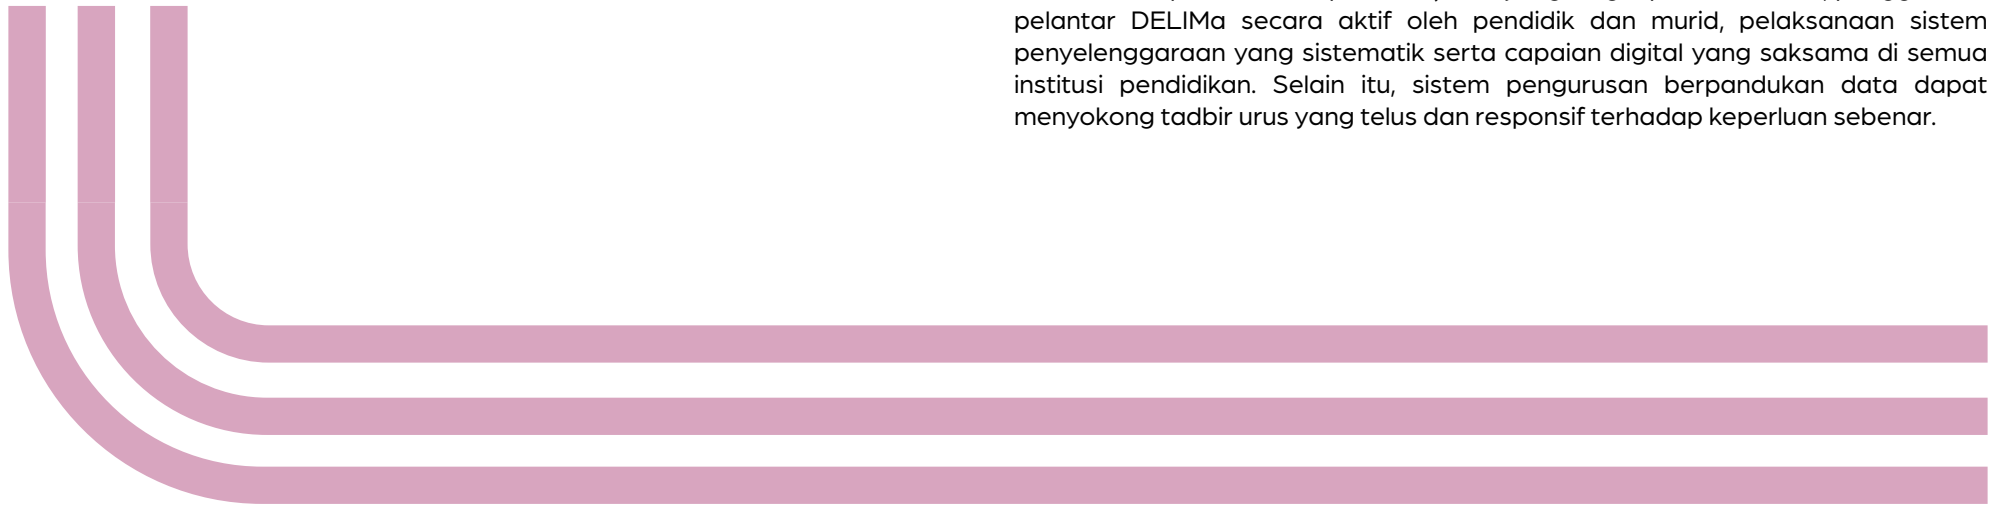 pelantar DELIMa secara aktif oleh pendidik dan murid, pelaksanaan sistem
penyelenggaraan yang sistematik serta capaian digital yang saksama di semua
institusi pendidikan. Selain itu, sistem pengurusan berpandukan data dapat
menyokong tadbir urus yang telus dan responsif terhadap keperluan sebenar.